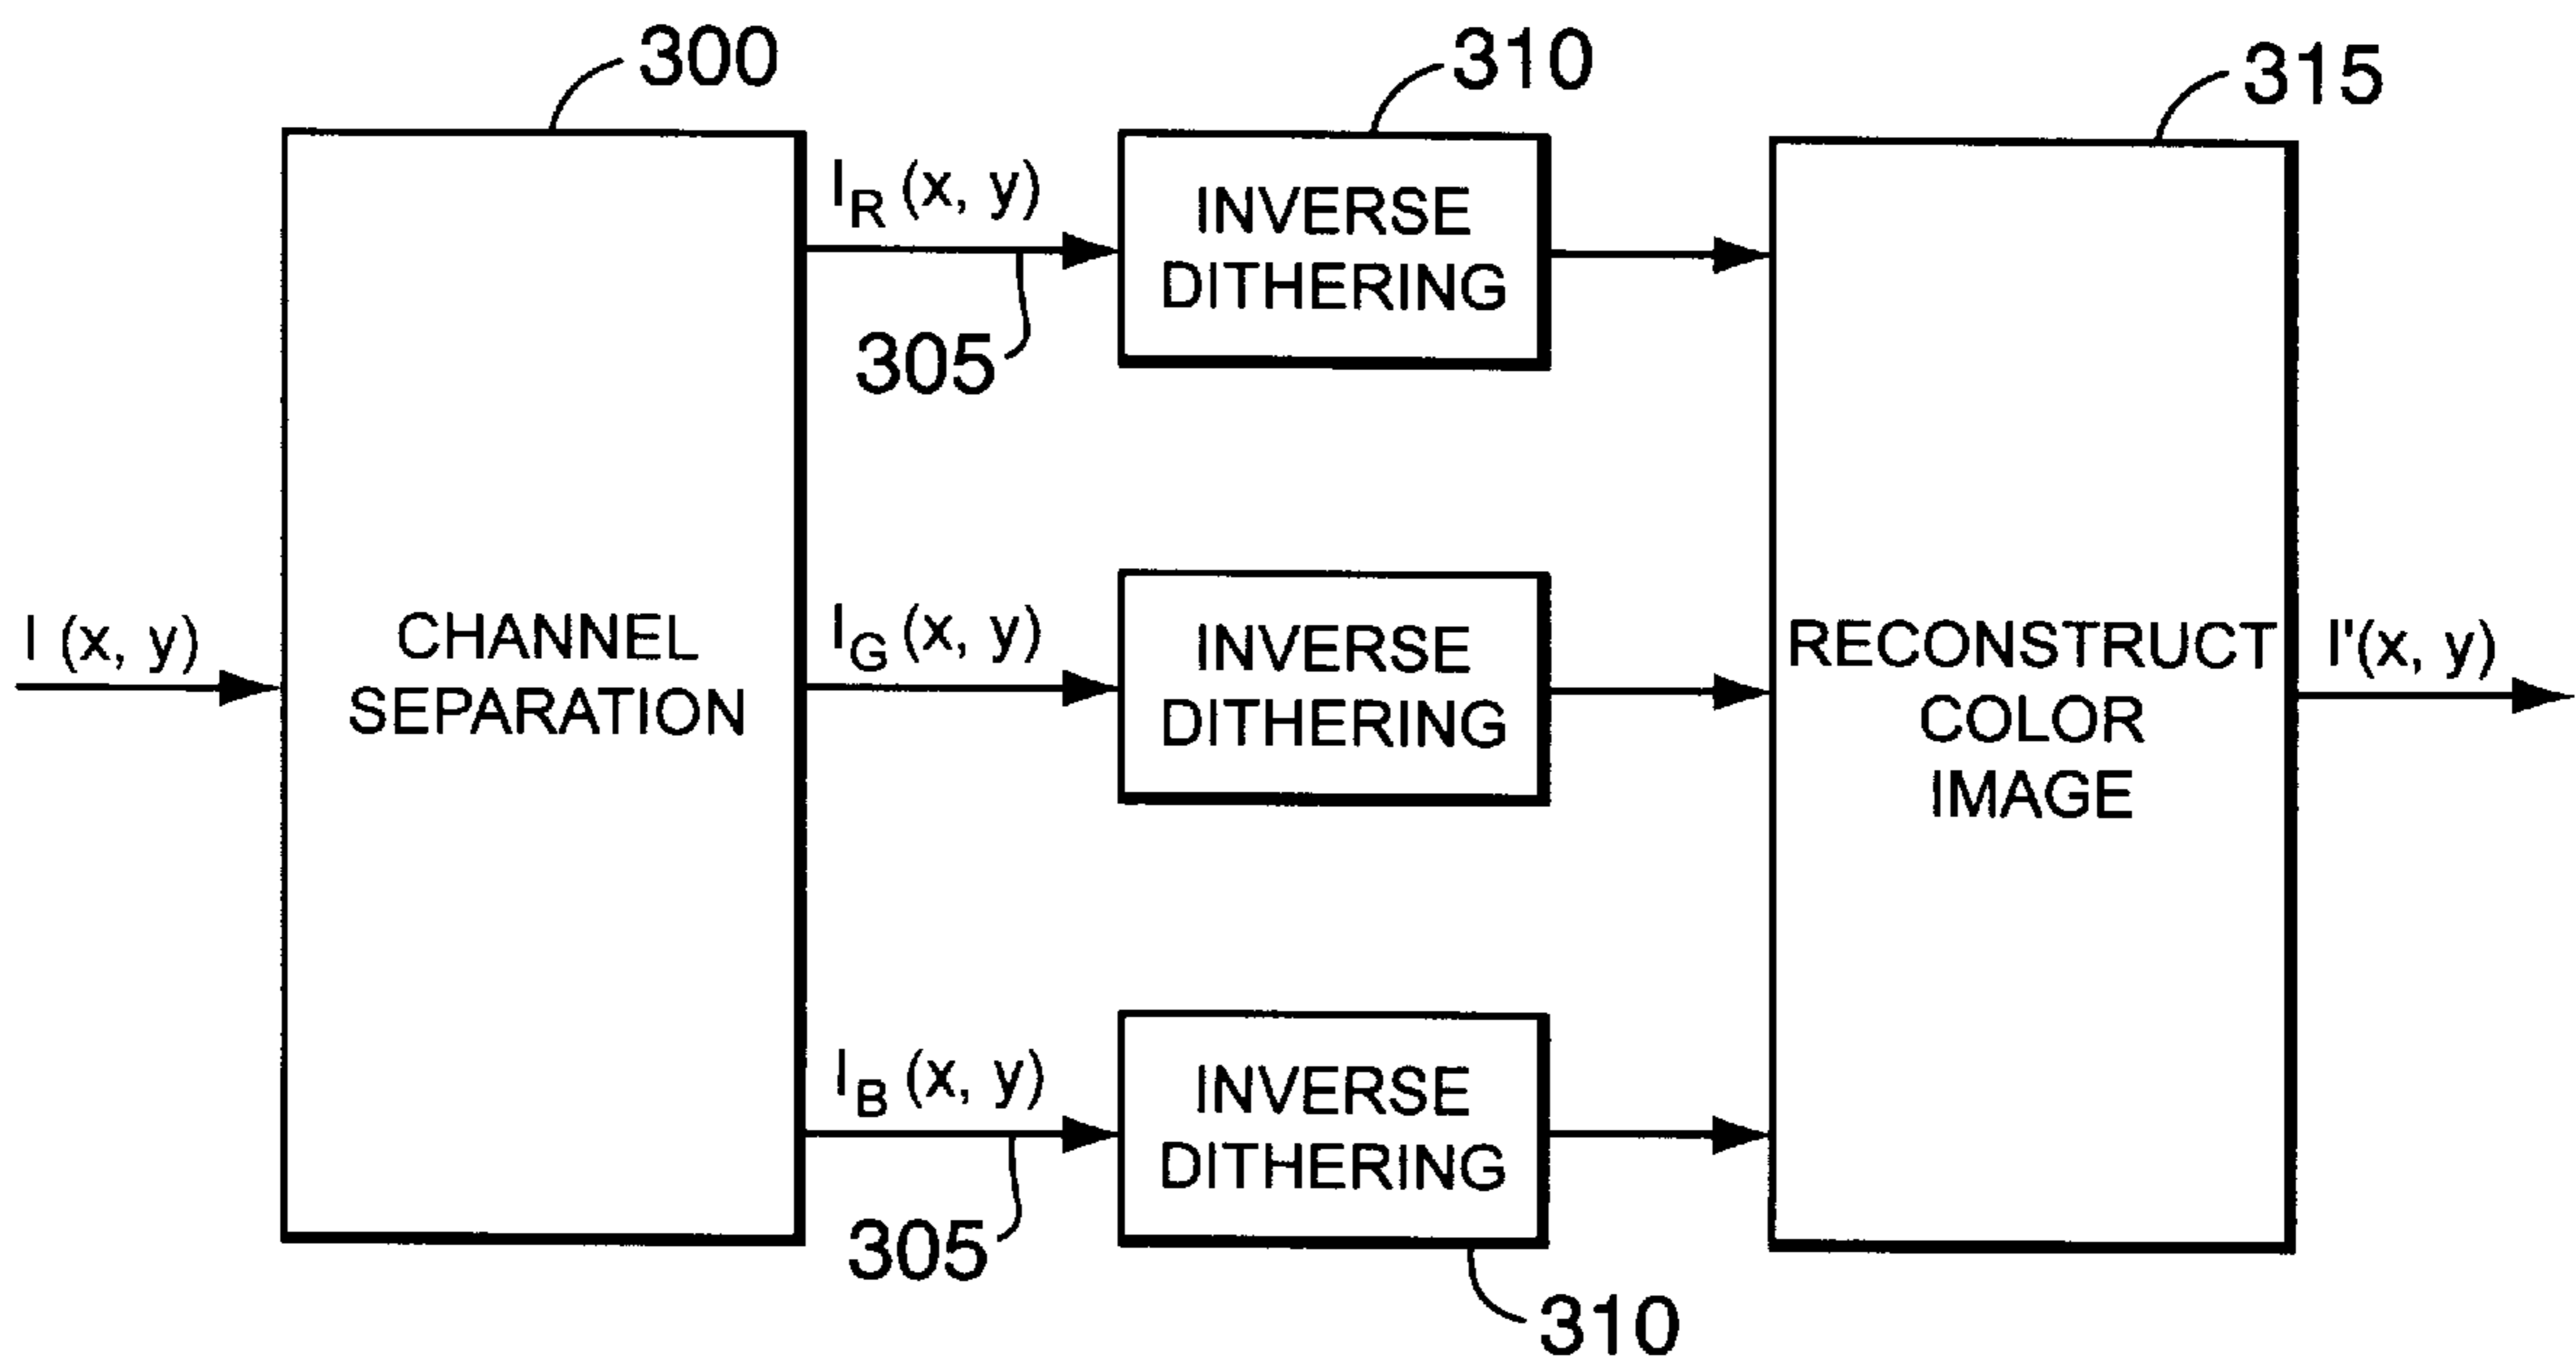 300
310
315
I_R (x, y)
INVERSE
DITHERING
305
I (x, y)
CHANNEL
SEPARATION
I_G (x, y)
INVERSE
DITHERING
RECONSTRUCT
COLOR
IMAGE
I'(x, y)
I_B (x, y)
INVERSE
DITHERING
305
310